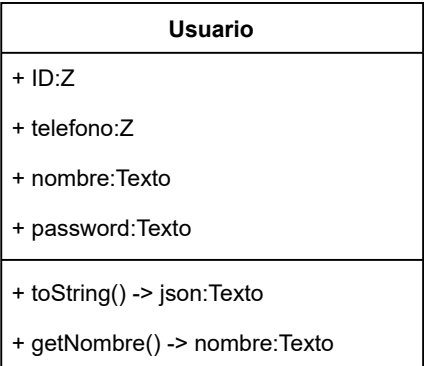 Usuario
+ ID:Z
+ telefono:Z
+ nombre:Texto
+ password:Texto
+ toString() -> json:Texto
+ getNombre() -> nombre:Texto